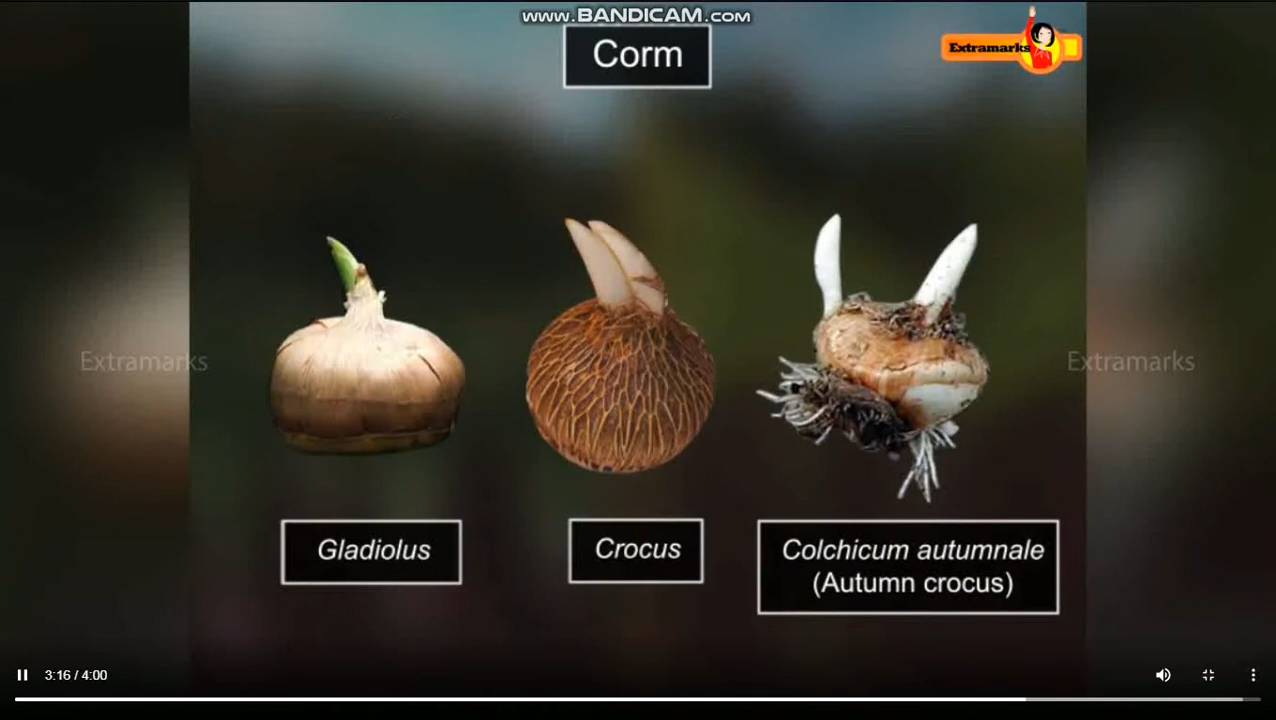 www.BANDICAM.com
Corm
Extramarks
Extramarks
Extramarks
Gladiolus
Crocus
Colchicum autumnale
(Autumn crocus)
3:16 / 4:00